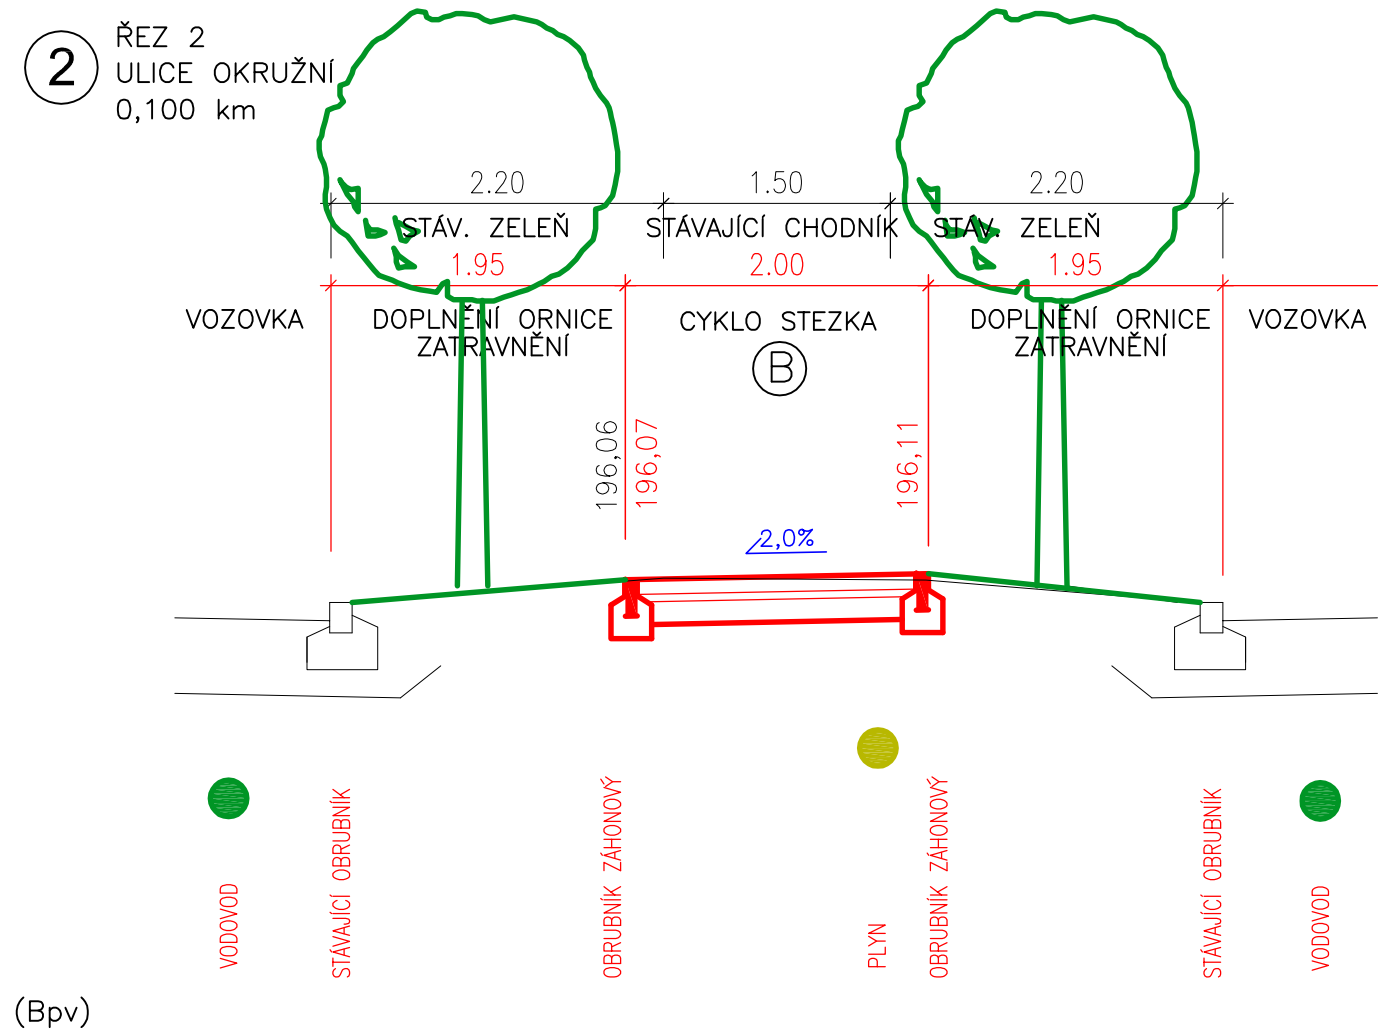 2
ŘEZ 2
ULICE OKRUŽNÍ
0,100 km
2.20
1.50
2.20
STÁV. ZELEŇ
STÁVAJÍCÍ CHODNÍK
STÁV. ZELEŇ
1.95
2.00
1.95
VOZOVKA
DOPLNĚNÍ ORNICE
ZATRAVNĚNÍ
CYKLO STEZKA
B
DOPLNĚNÍ ORNICE
ZATRAVNĚNÍ
VOZOVKA
196,06
196,07
196,11
2,0%
VODOVOD
STÁVAJÍCÍ OBRUBNÍK
OBRUBNÍK ZÁHONOVÝ
PLYN
OBRUBNÍK ZÁHONOVÝ
STÁVAJÍCÍ OBRUBNÍK
VODOVOD
(Bpv)